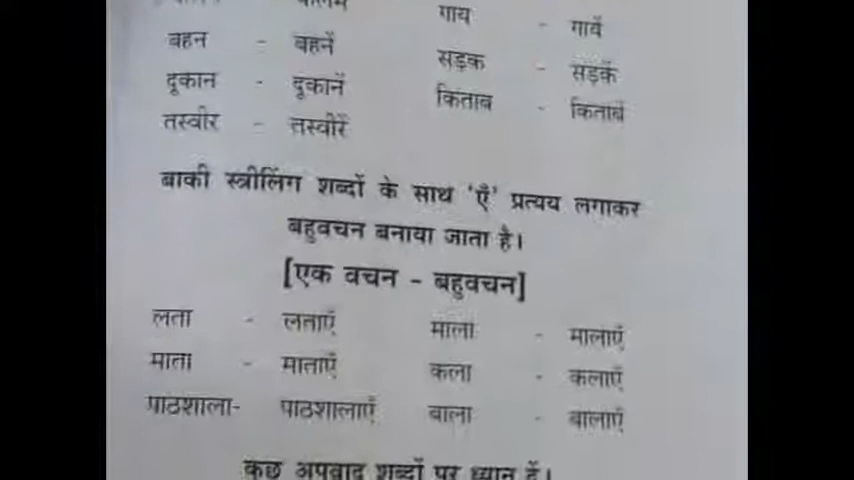 गाय - गायें
बहन - बहनें
सड़क - सड़कें
दूकान - दूकानें
किताब - किताबें
तस्वीर - तस्वीरें
बाकी स्त्रीलिंग शब्दों के साथ 'एँ' प्रत्यय लगाकर
बहुवचन बनाया जाता है।
[एक वचन - बहुवचन]
लता - लताएँ माला - मालाएँ
माता - माताएँ कला - कलाएँ
पाठशाला- पाठशालाएँ बाला - बालाएँ
कुछ अपवाद शब्दों पर ध्यान दें।